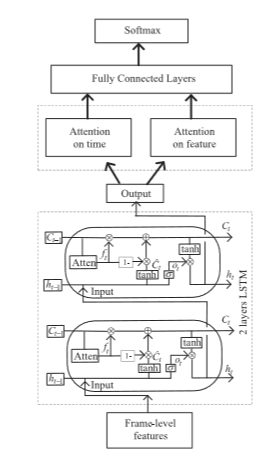 Softmax
Fully Connected Layers
Attention
on time
Attention
on feature
Output
C_{t-1}
C_t
tanh
Atten
f_t
1-
C̃_t
o_t
σ
tanh
h_{t-1}
h_t
Input
2 layers LSTM
C_{t-1}
C_t
tanh
Atten
f_t
1-
C̃_t
o_t
σ
tanh
h_{t-1}
h_t
Input
Frame-level
features